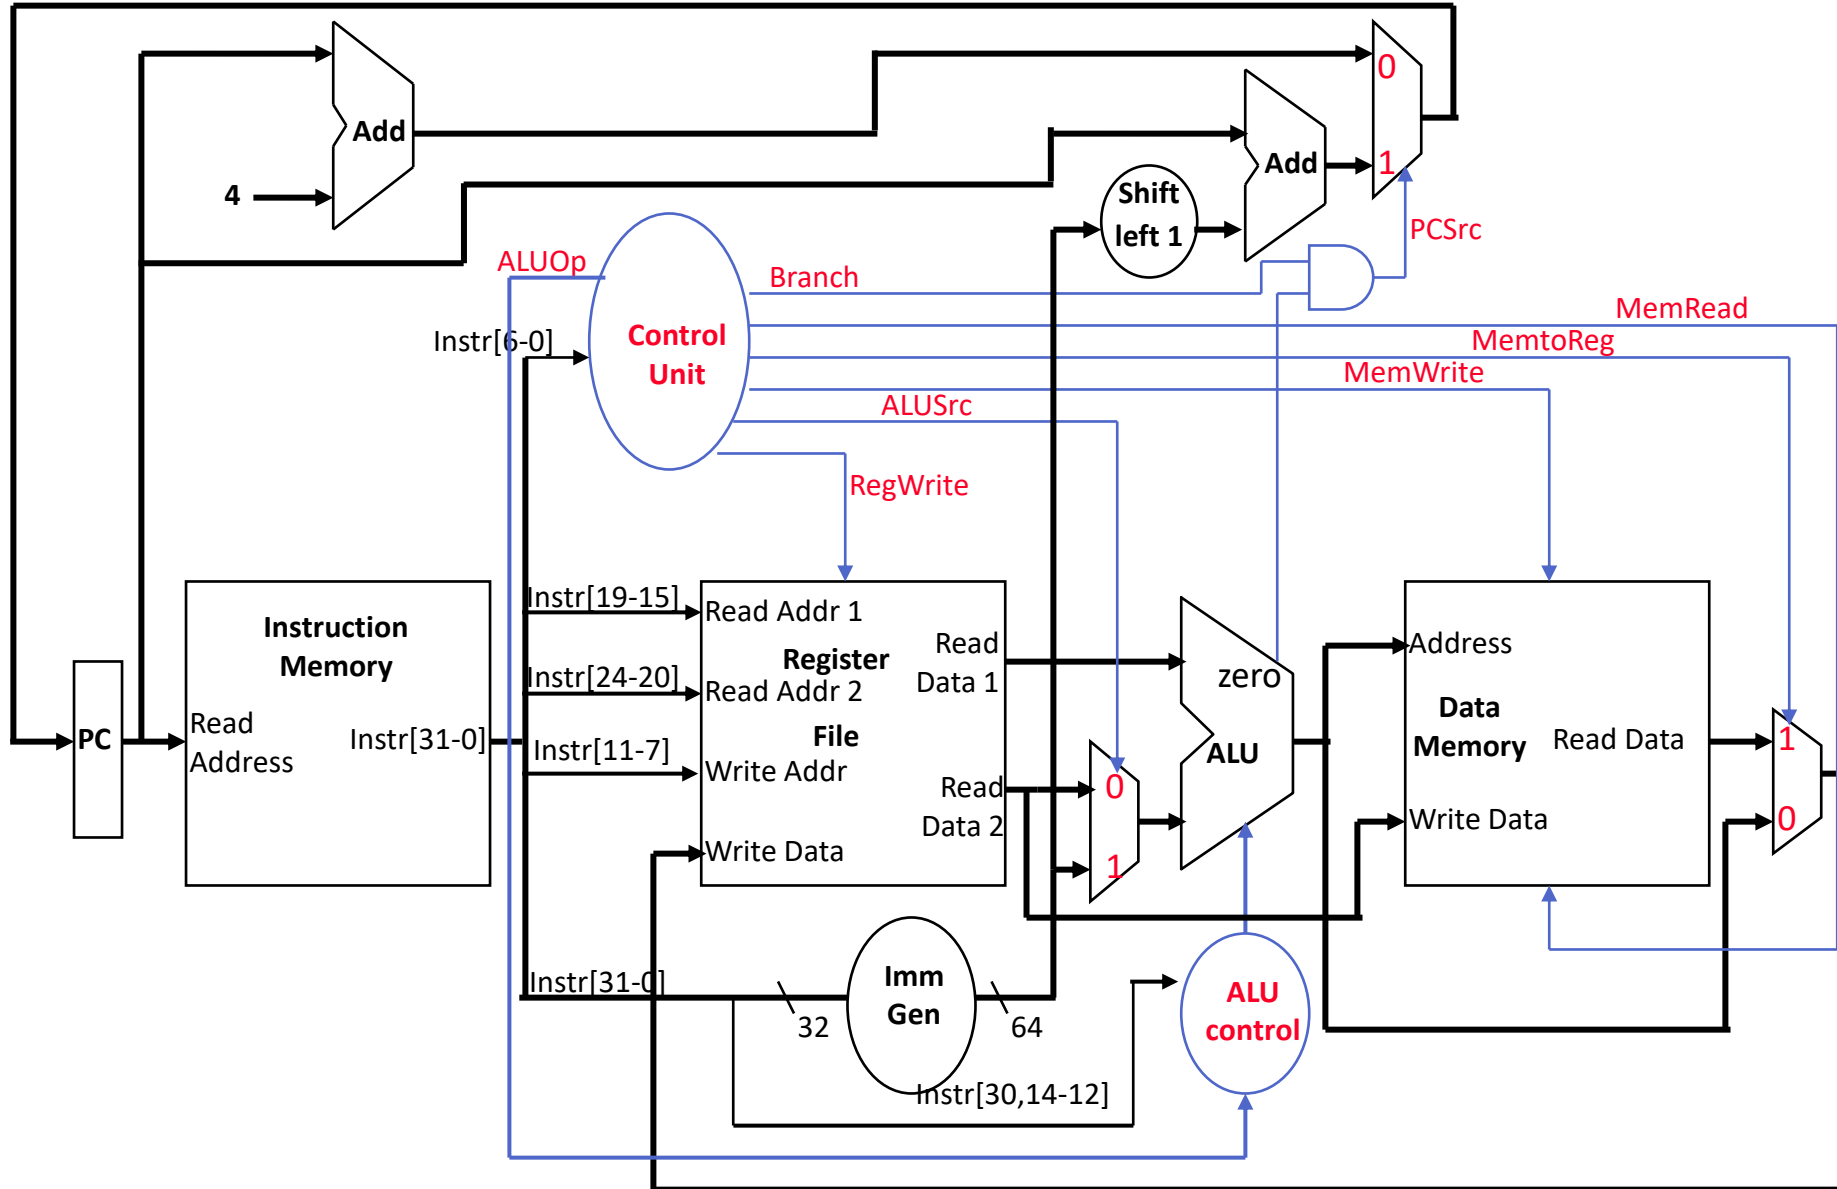 0
Add
1
Add
4
Shift
left 1
PCSrc
ALUOp
Branch
MemRead
Instr[6-0]
Control
Unit
MemtoReg
MemWrite
ALUSrc
RegWrite
Instruction
Memory
Instr[31-0]
Read
Address
PC
Instr[19-15]
Instr[24-20]
Instr[11-7]
Read Addr 1
Register
Read Addr 2
File
Write Addr
Write Data
Read
Data 1
Read
Data 2
0
1
zero
ALU
Address
Data
Memory
Read Data
Write Data
1
0
Instr[31-0]
32
Imm
Gen
64
ALU
control
Instr[30,14-12]